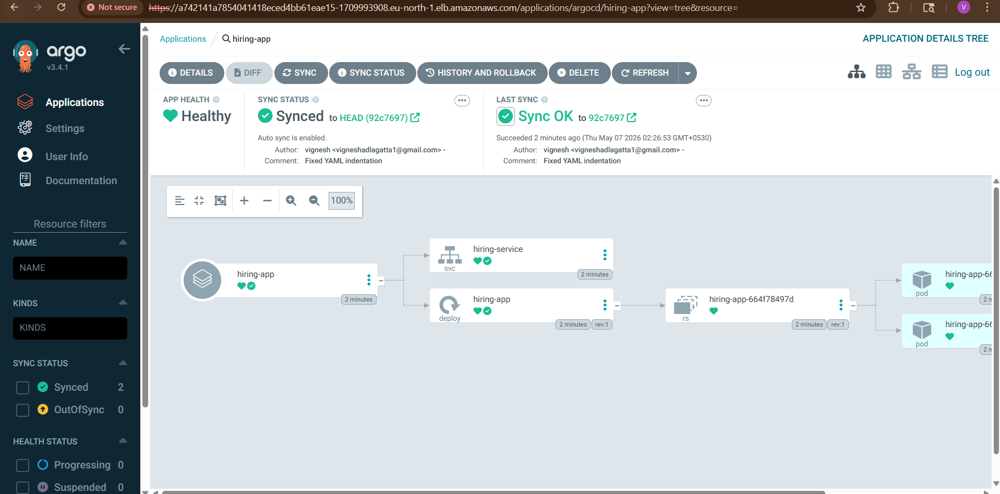 Not secure
https://a742141a7854041418eced4bb61eae15-1709993908.eu-north-1.elb.amazonaws.com/applications/argocd/hiring-app?view=tree&resource=
V
argo
v3.4.1
Applications
Settings
User Info
Documentation
Resource filters
NAME
NAME
KINDS
KINDS
SYNC STATUS
Synced 2
OutOfSync 0
HEALTH STATUS
Progressing 0
Suspended 0
Applications / hiring-app
APPLICATION DETAILS TREE
DETAILS DIFF SYNC SYNC STATUS HISTORY AND ROLLBACK DELETE REFRESH
Log out
APP HEALTH
Healthy
SYNC STATUS
Synced to HEAD (92c7697)
Auto sync is enabled.
Author: vignesh <vigneshadlagatta1@gmail.com> -
Comment: Fixed YAML indentation
LAST SYNC
Sync OK to 92c7697
Succeeded 2 minutes ago (Thu May 07 2026 02:26:53 GMT+0530)
Author: vignesh <vigneshadlagatta1@gmail.com> -
Comment: Fixed YAML indentation
100%
hiring-app
2 minutes
hiring-service
svc
2 minutes
hiring-app
deploy
2 minutes rev:1
hiring-app-664f78497d
rs
2 minutes rev:1
hiring-app-66
pod
2 m
hiring-app-66
pod
2 m